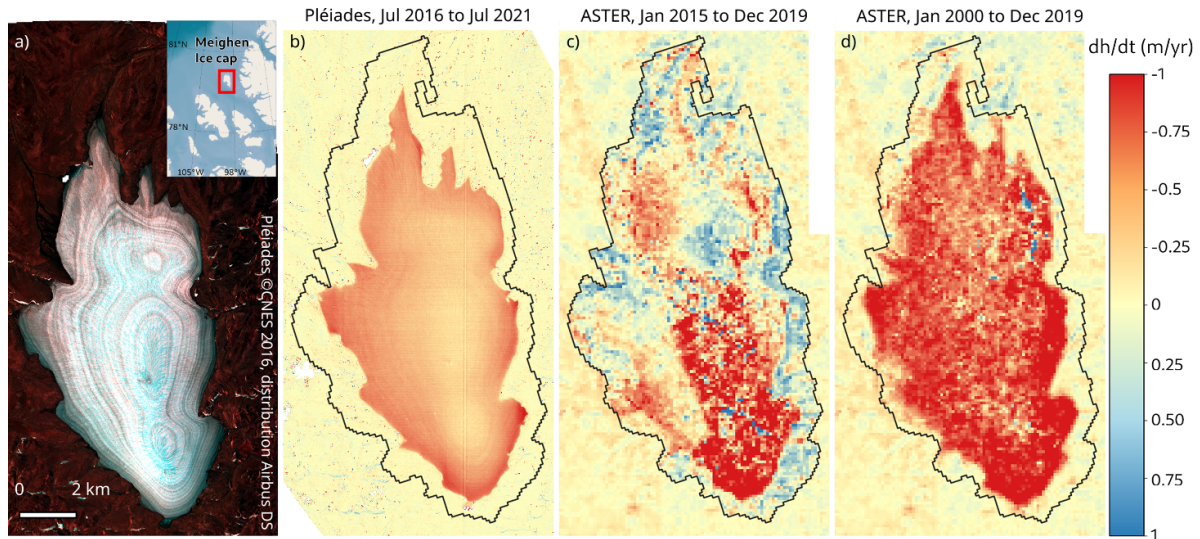 Pléiades, Jul 2016 to Jul 2021
ASTER, Jan 2015 to Dec 2019
ASTER, Jan 2000 to Dec 2019
a)
81°N
Meighen
Ice cap
78°N
105°W
98°W
b)
c)
d)
dh/dt (m/yr)
-1
-0.75
-0.5
-0.25
0
0.25
0.50
0.75
1
Pléiades ©CNES 2016, distribution Airbus DS
0
2 km